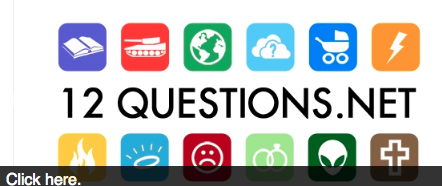 ?
12 QUESTIONS.NET
Click here.